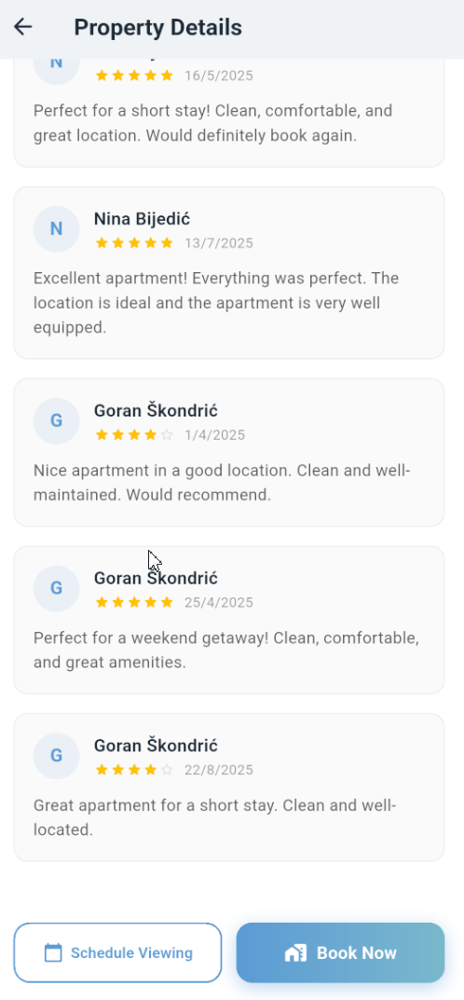 Property Details
16/5/2025
Perfect for a short stay! Clean, comfortable, and
great location. Would definitely book again.
N
Nina Bijedić
13/7/2025
Excellent apartment! Everything was perfect. The
location is ideal and the apartment is very well
equipped.
G
Goran Škondrić
1/4/2025
Nice apartment in a good location. Clean and well-
maintained. Would recommend.
G
Goran Škondrić
25/4/2025
Perfect for a weekend getaway! Clean, comfortable,
and great amenities.
G
Goran Škondrić
22/8/2025
Great apartment for a short stay. Clean and well-
located.
Schedule Viewing
Book Now